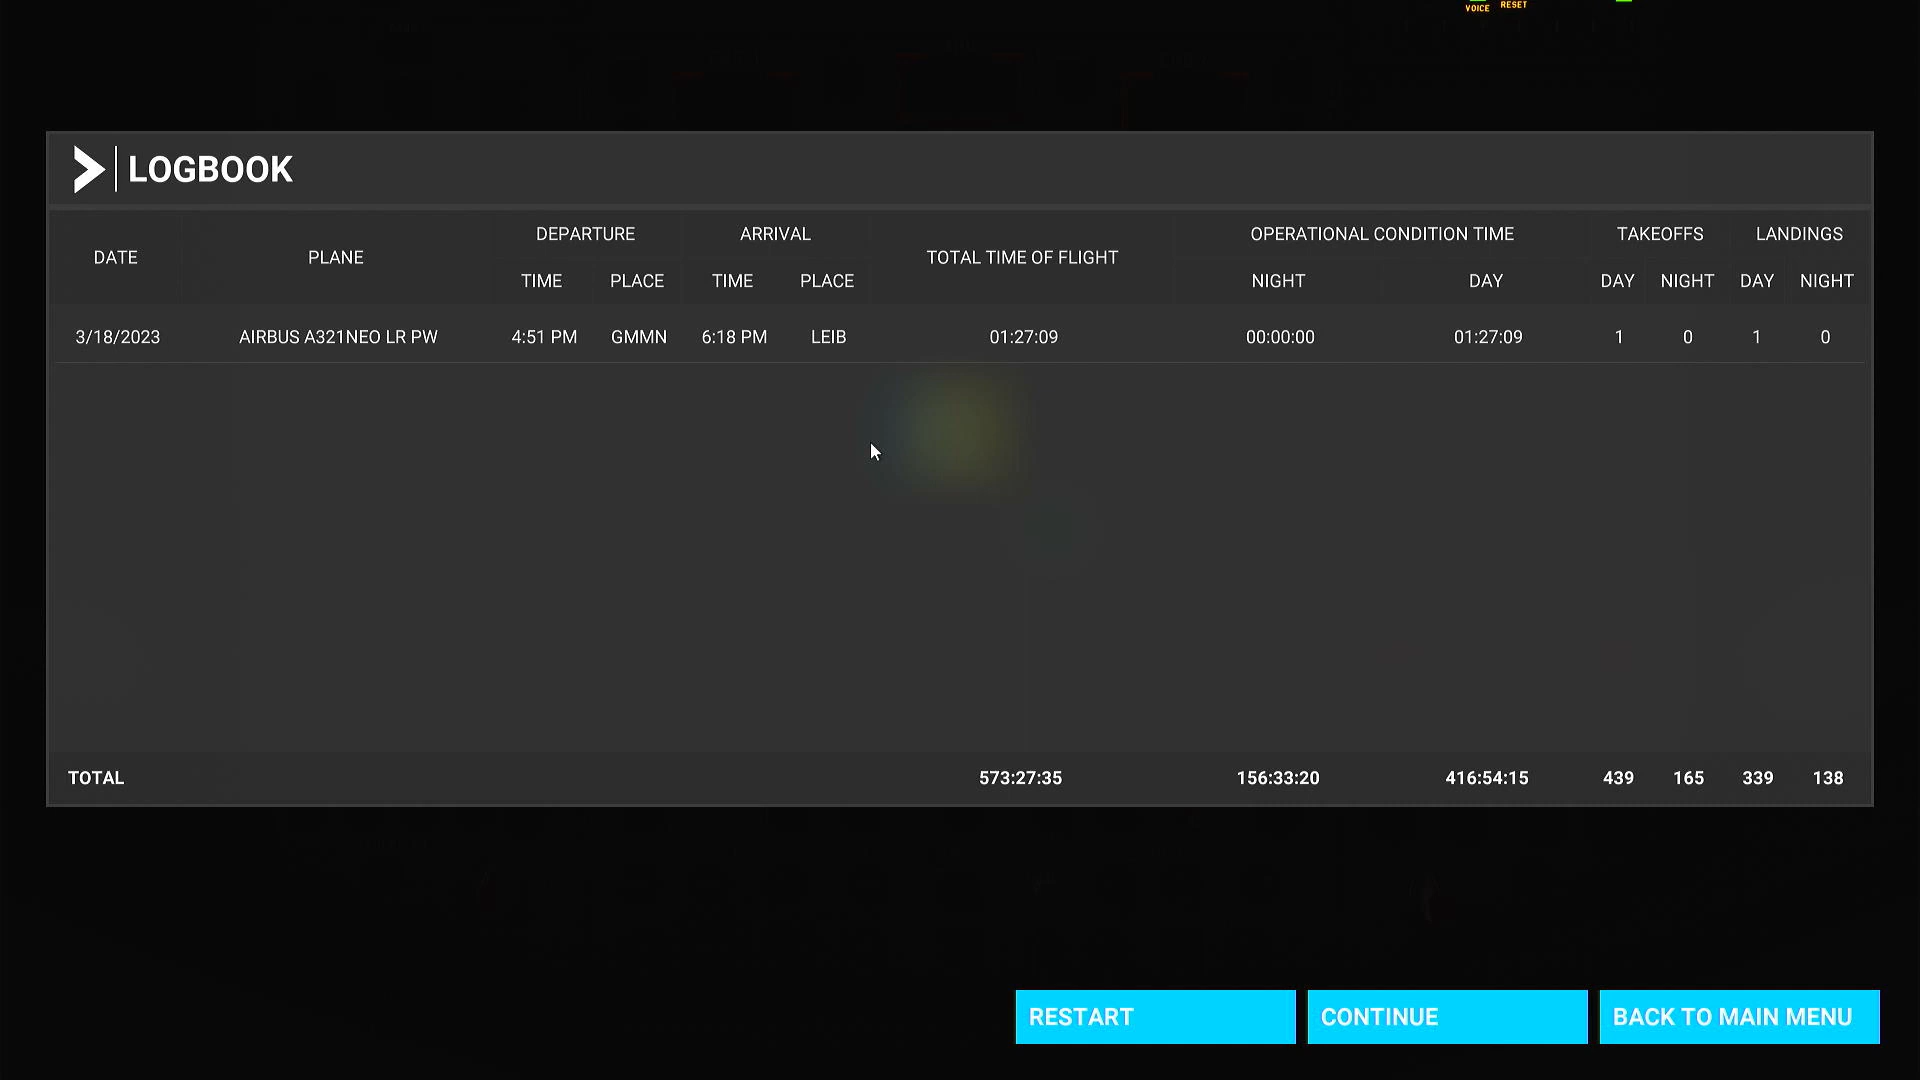 VOICE RESET
LOGBOOK
DATE PLANE DEPARTURE ARRIVAL TOTAL TIME OF FLIGHT OPERATIONAL CONDITION TIME TAKEOFFS LANDINGS
TIME PLACE TIME PLACE NIGHT DAY DAY NIGHT DAY NIGHT
3/18/2023 AIRBUS A321NEO LR PW 4:51 PM GMMN 6:18 PM LEIB 01:27:09 00:00:00 01:27:09 1 0 1 0
TOTAL 573:27:35 156:33:20 416:54:15 439 165 339 138
RESTART CONTINUE BACK TO MAIN MENU